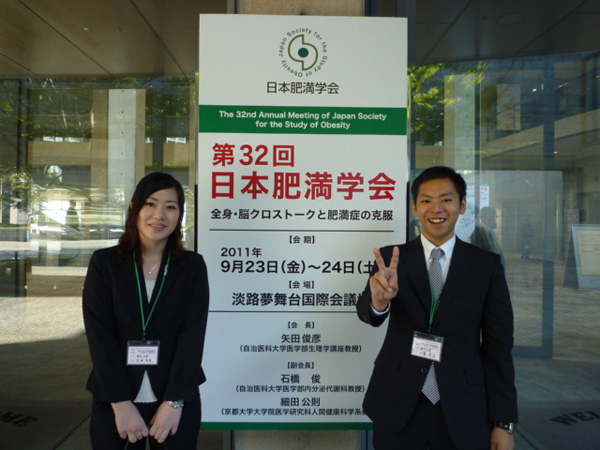 Japan Society for the Study of Obesity
日本肥満学会
The 32nd Annual Meeting of Japan Society
for the Study of Obesity
第32回
日本肥満学会
全身・脳クロストークと肥満症の克服
【会 期】
2011年
9月23日(金)~24日(土
【会 場】
淡路夢舞台国際会議
【会 長】
矢田 俊彦
(自治医科大学医学部生理学講座教授)
【副会長】
石橋 俊
(自治医科大学医学部内分泌代謝科教授)
細田 公則
(京都大学大学院医学研究科人間健康科学系